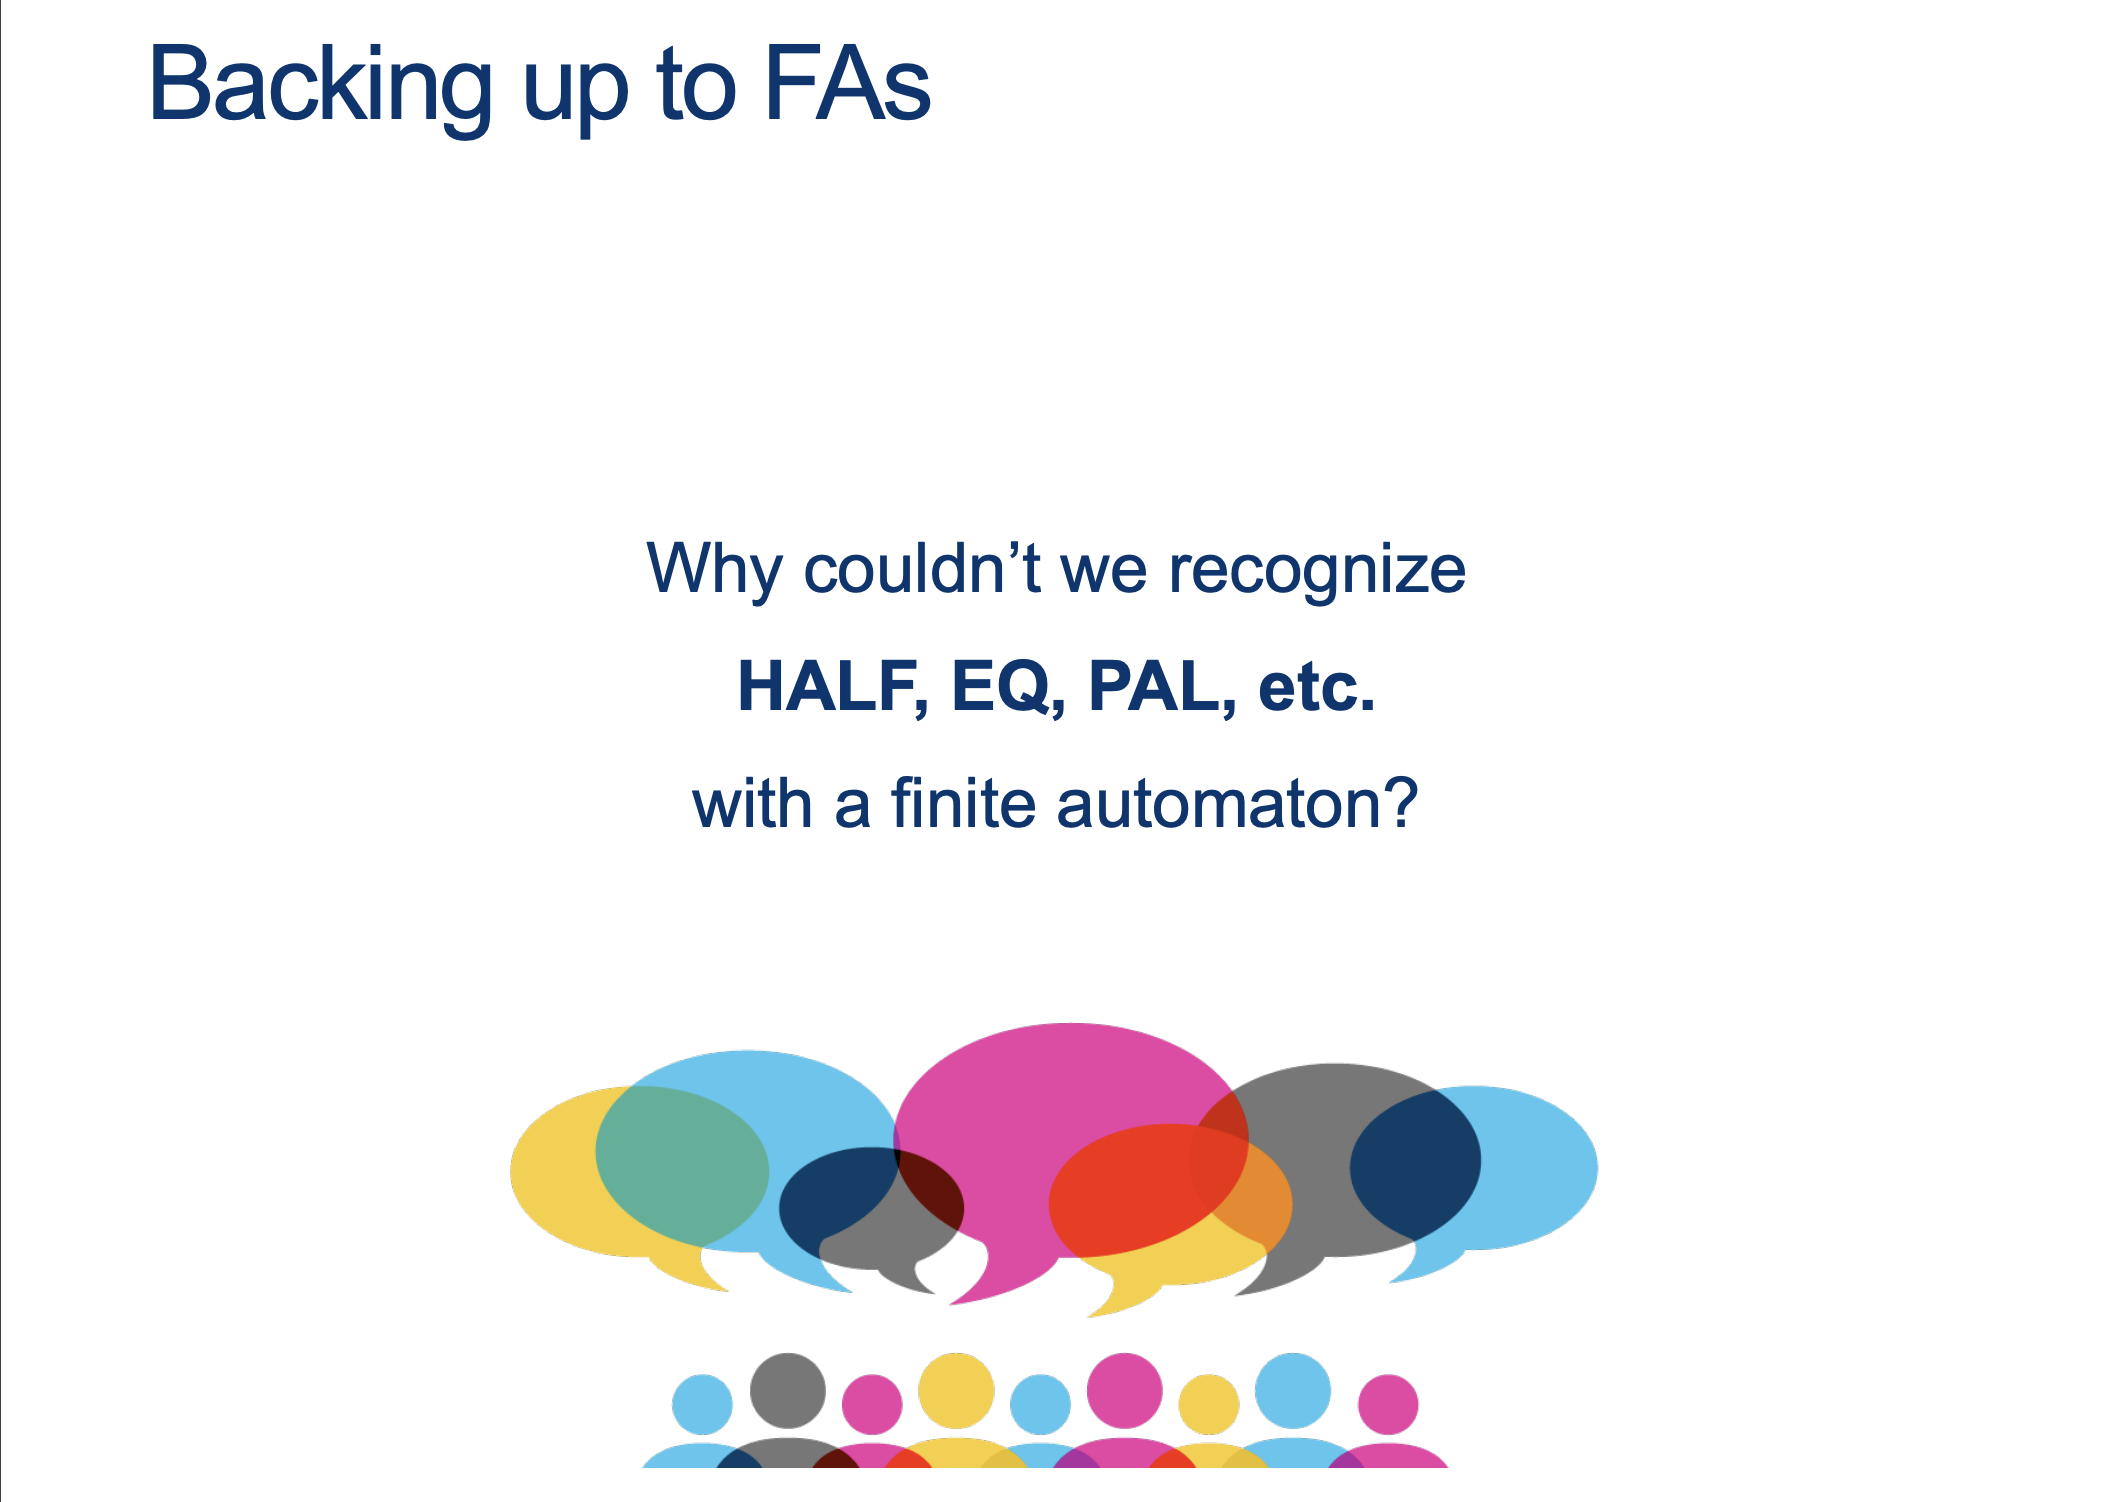 Backing up to FAs
Why couldn’t we recognize
HALF, EQ, PAL, etc.
with a finite automaton?